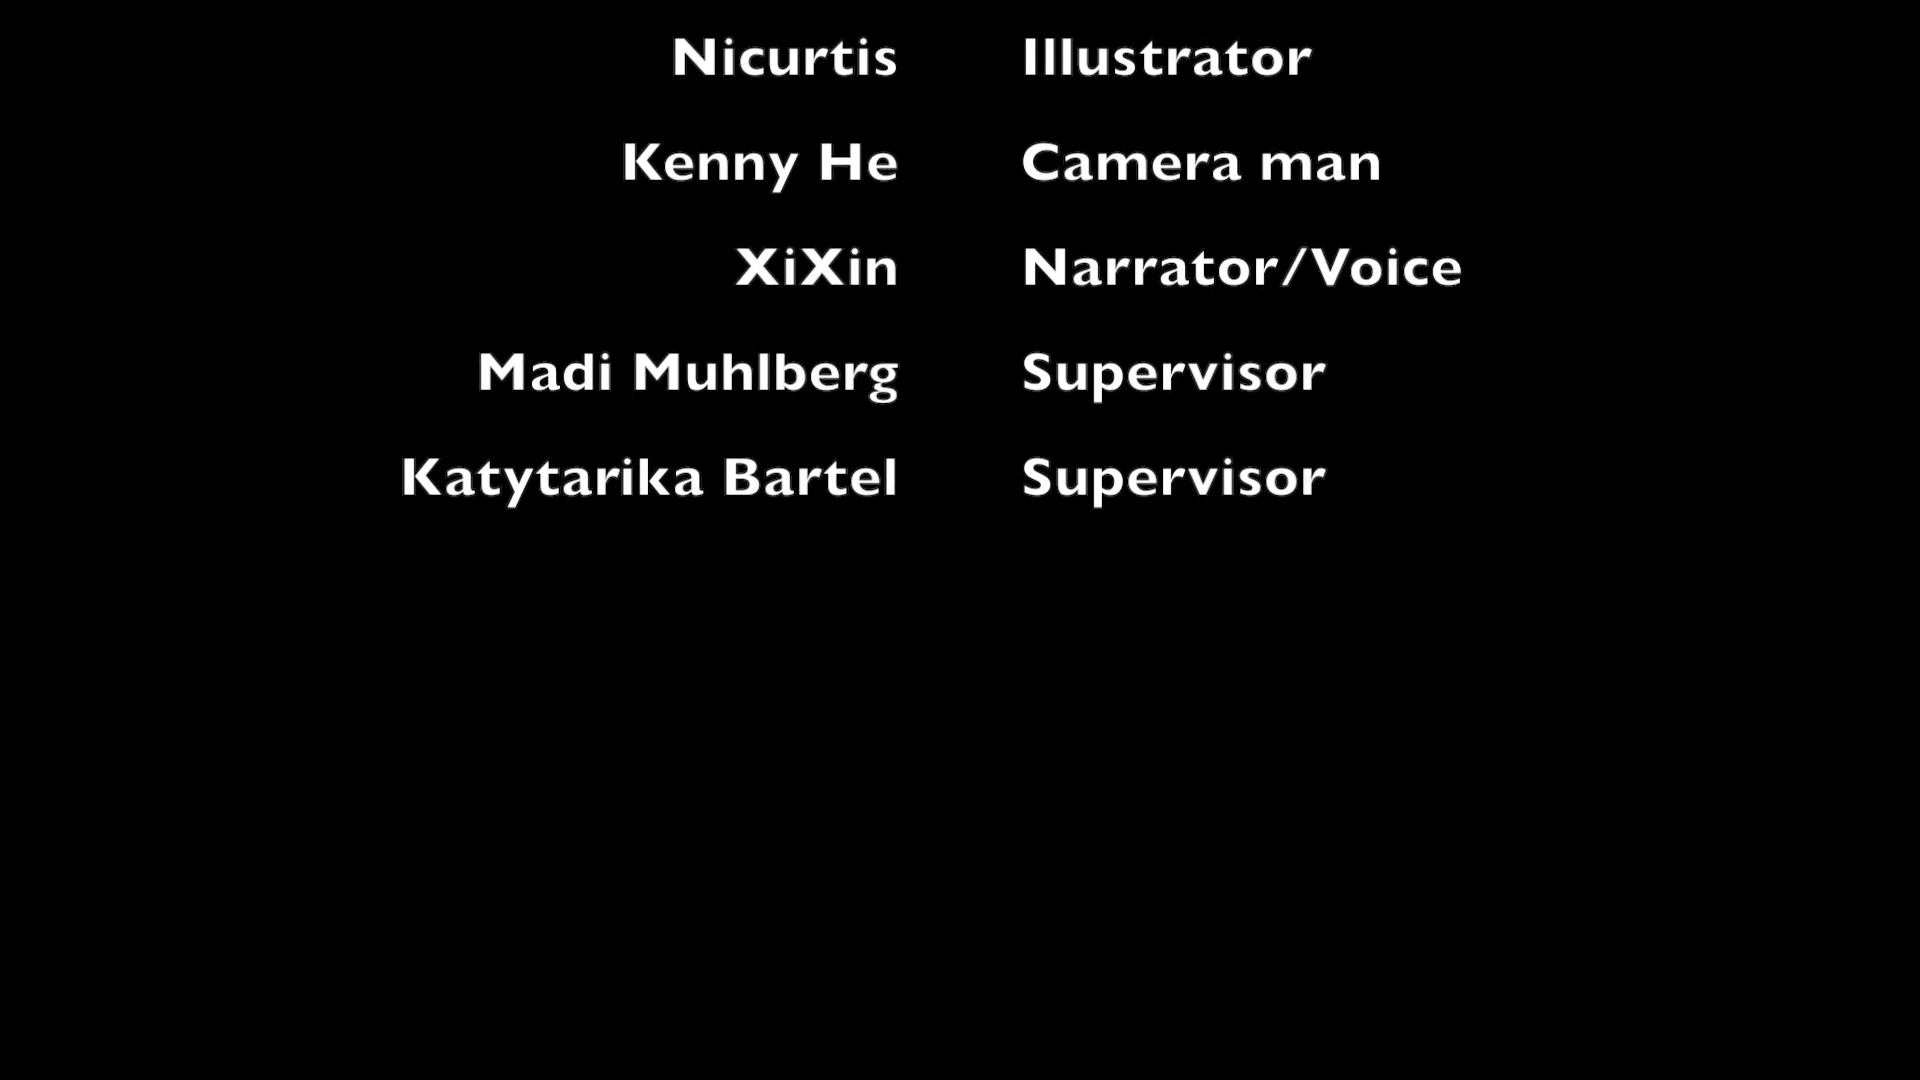 Nicurtis Illustrator
Kenny He Camera man
XiXin Narrator/Voice
Madi Muhlberg Supervisor
Katytarika Bartel Supervisor